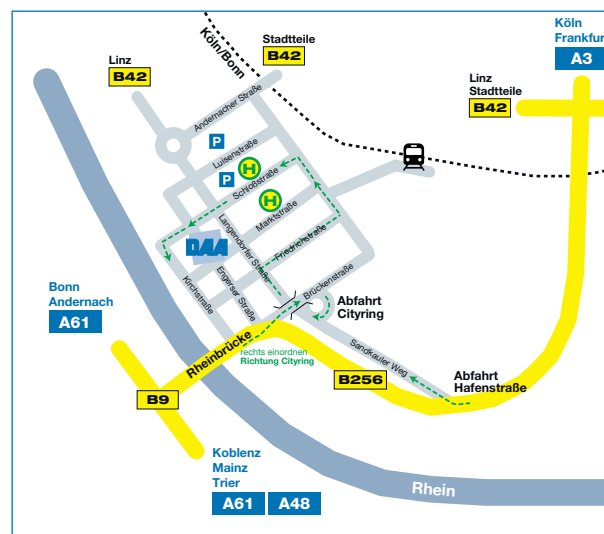 Köln
Frankfurt
A3
Stadtteile
B42
Köln/Bonn
Linz
B42
Linz
Stadtteile
B42
Andernacher Straße
P
Luisenstraße
H
P
Schloßstraße
H
Marktstraße
Langendorfer Straße
DAA
Friedrichstraße
Engerser Straße
Kirchstraße
Brückenstraße
Bonn
Andernach
A61
Abfahrt
Cityring
Rheinbrücke
rechts einordnen
Richtung Cityring
Sandkauler Weg
B256
Abfahrt
Hafenstraße
B9
Koblenz
Mainz
Trier
A61
A48
Rhein